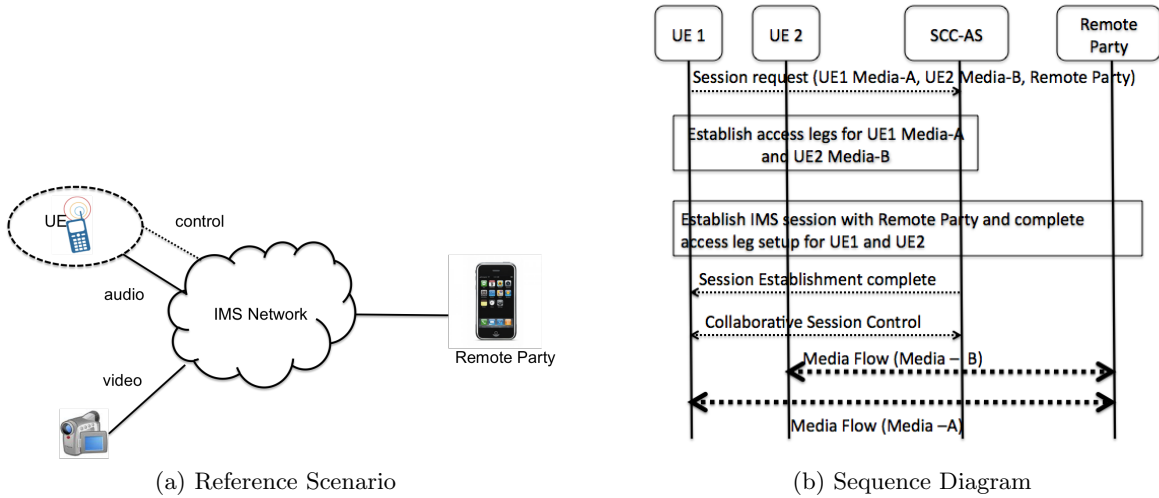 UE
control
audio
IMS Network
Remote Party
video
(a) Reference Scenario
UE 1
UE 2
SCC-AS
Remote
Party
Session request (UE1 Media-A, UE2 Media-B, Remote Party)
Establish access legs for UE1 Media-A
and UE2 Media-B
Establish IMS session with Remote Party and complete
access leg setup for UE1 and UE2
Session Establishment complete
Collaborative Session Control
Media Flow (Media – B)
Media Flow (Media –A)
(b) Sequence Diagram